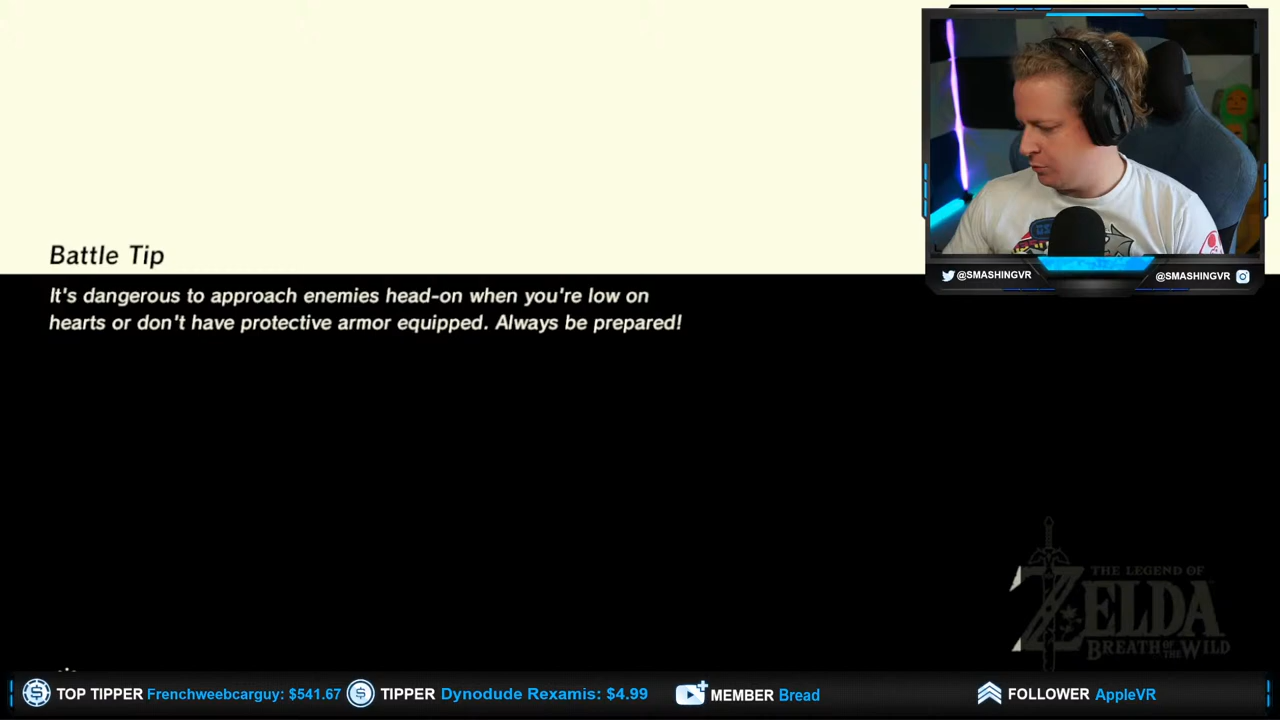 Battle Tip
It's dangerous to approach enemies head-on when you're low on
hearts or don't have protective armor equipped. Always be prepared!
@SMASHINGVR
@SMASHINGVR
THE LEGEND OF
ZELDA
BREATH OF THE WILD
TOP TIPPER Frenchweebcarguy: $541.67
TIPPER Dynodude Rexamis: $4.99
MEMBER Bread
FOLLOWER AppleVR